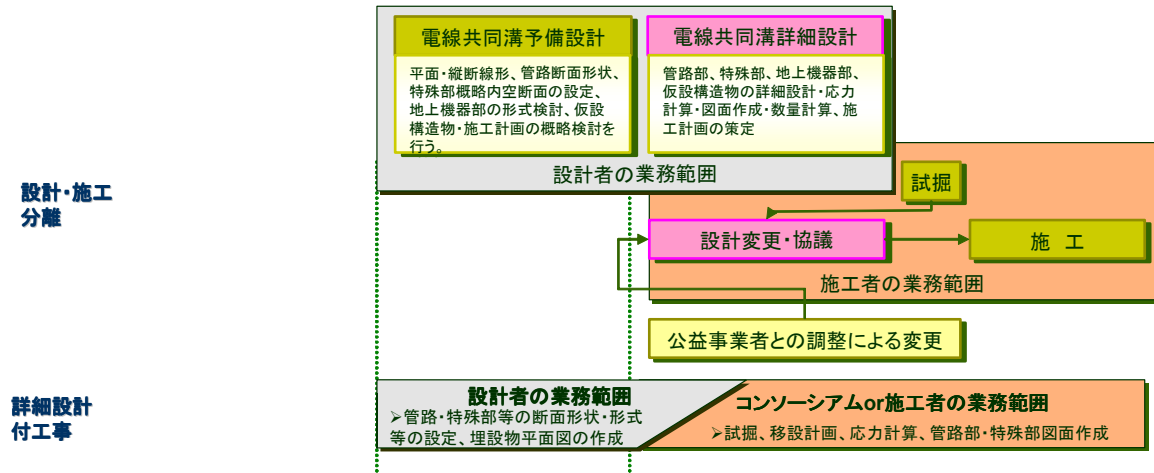 電線共同溝予備設計
平面・縦断線形、管路断面形状、
特殊部概略内空断面の設定、
地上機器部の形式検討、仮設
構造物・施工計画の概略検討を
行う。
電線共同溝詳細設計
管路部、特殊部、地上機器部、
仮設構造物の詳細設計・応力
計算・図面作成・数量計算、施
工計画の策定
設計者の業務範囲
設計・施工
分離
試掘
設計変更・協議
施　工
施工者の業務範囲
公益事業者との調整による変更
詳細設計
付工事
設計者の業務範囲
➢管路・特殊部等の断面形状・形式
等の設定、埋設物平面図の作成
コンソーシアムor施工者の業務範囲
➢試掘、移設計画、応力計算、管路部・特殊部図面作成